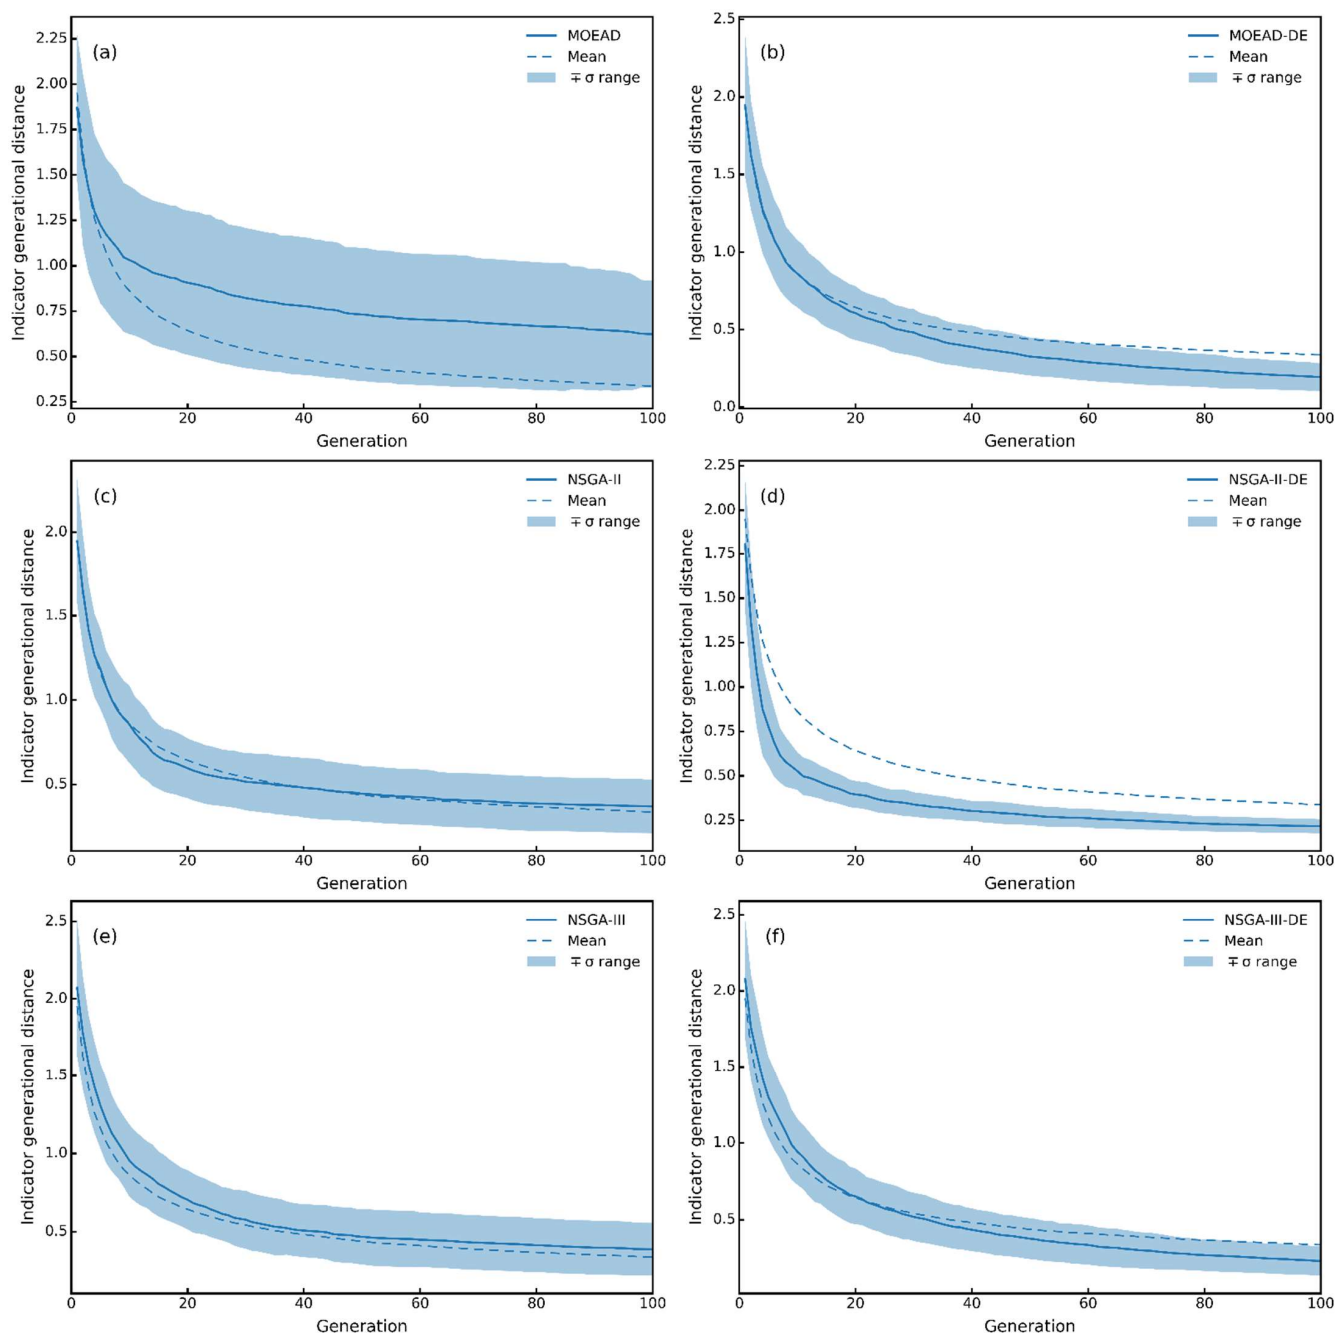 (a)
MOEAD
Mean
∓ σ range
Indicator generational distance
2.25
2.00
1.75
1.50
1.25
1.00
0.75
0.50
0.25
0 20 40 60 80 100
Generation
(b)
MOEAD-DE
Mean
∓ σ range
Indicator generational distance
2.5
2.0
1.5
1.0
0.5
0.0
0 20 40 60 80 100
Generation
(c)
NSGA-II
Mean
∓ σ range
Indicator generational distance
2.0
1.5
1.0
0.5
0 20 40 60 80 100
Generation
(d)
NSGA-II-DE
Mean
∓ σ range
Indicator generational distance
2.25
2.00
1.75
1.50
1.25
1.00
0.75
0.50
0.25
0 20 40 60 80 100
Generation
(e)
NSGA-III
Mean
∓ σ range
Indicator generational distance
2.5
2.0
1.5
1.0
0.5
0 20 40 60 80 100
Generation
(f)
NSGA-III-DE
Mean
∓ σ range
Indicator generational distance
2.5
2.0
1.5
1.0
0.5
0 20 40 60 80 100
Generation